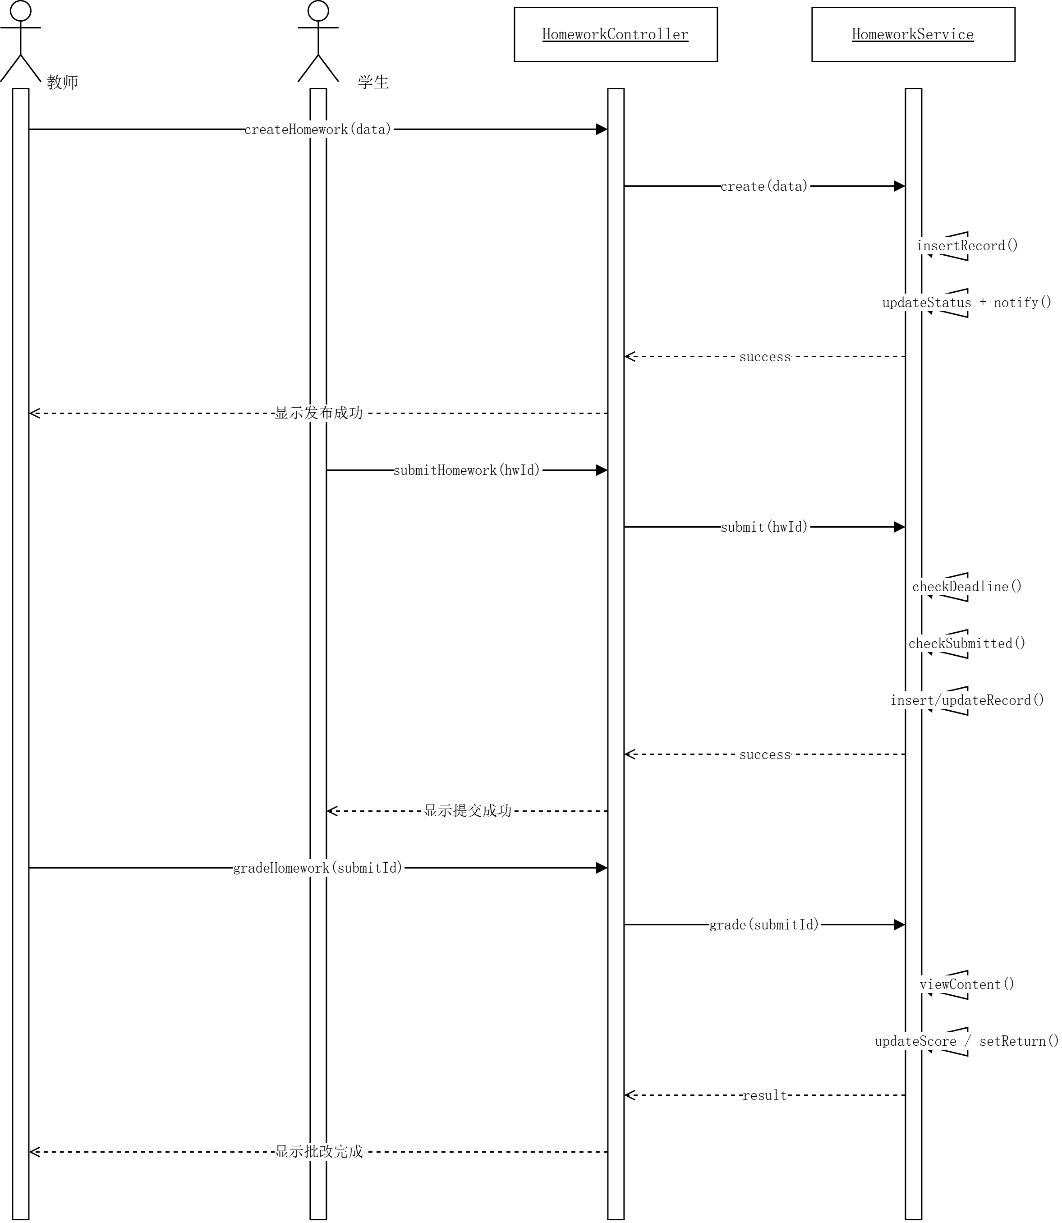 HomeworkController
HomeworkService
教师
学生
createHomework(data)
create(data)
insertRecord()
updateStatus + notify()
success
显示发布成功
submitHomework(hwId)
submit(hwId)
checkDeadline()
checkSubmitted()
insert/updateRecord()
success
显示提交成功
gradeHomework(submitId)
grade(submitId)
viewContent()
updateScore / setReturn()
result
显示批改完成